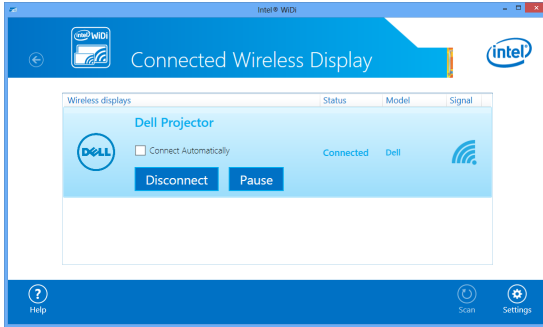 Intel® WiDi
intel WiDi
Connected Wireless Display
intel
Wireless displays Status Model Signal
Dell Projector
DELL
Connect Automatically
Connected Dell
Disconnect Pause
?
Help Scan Settings